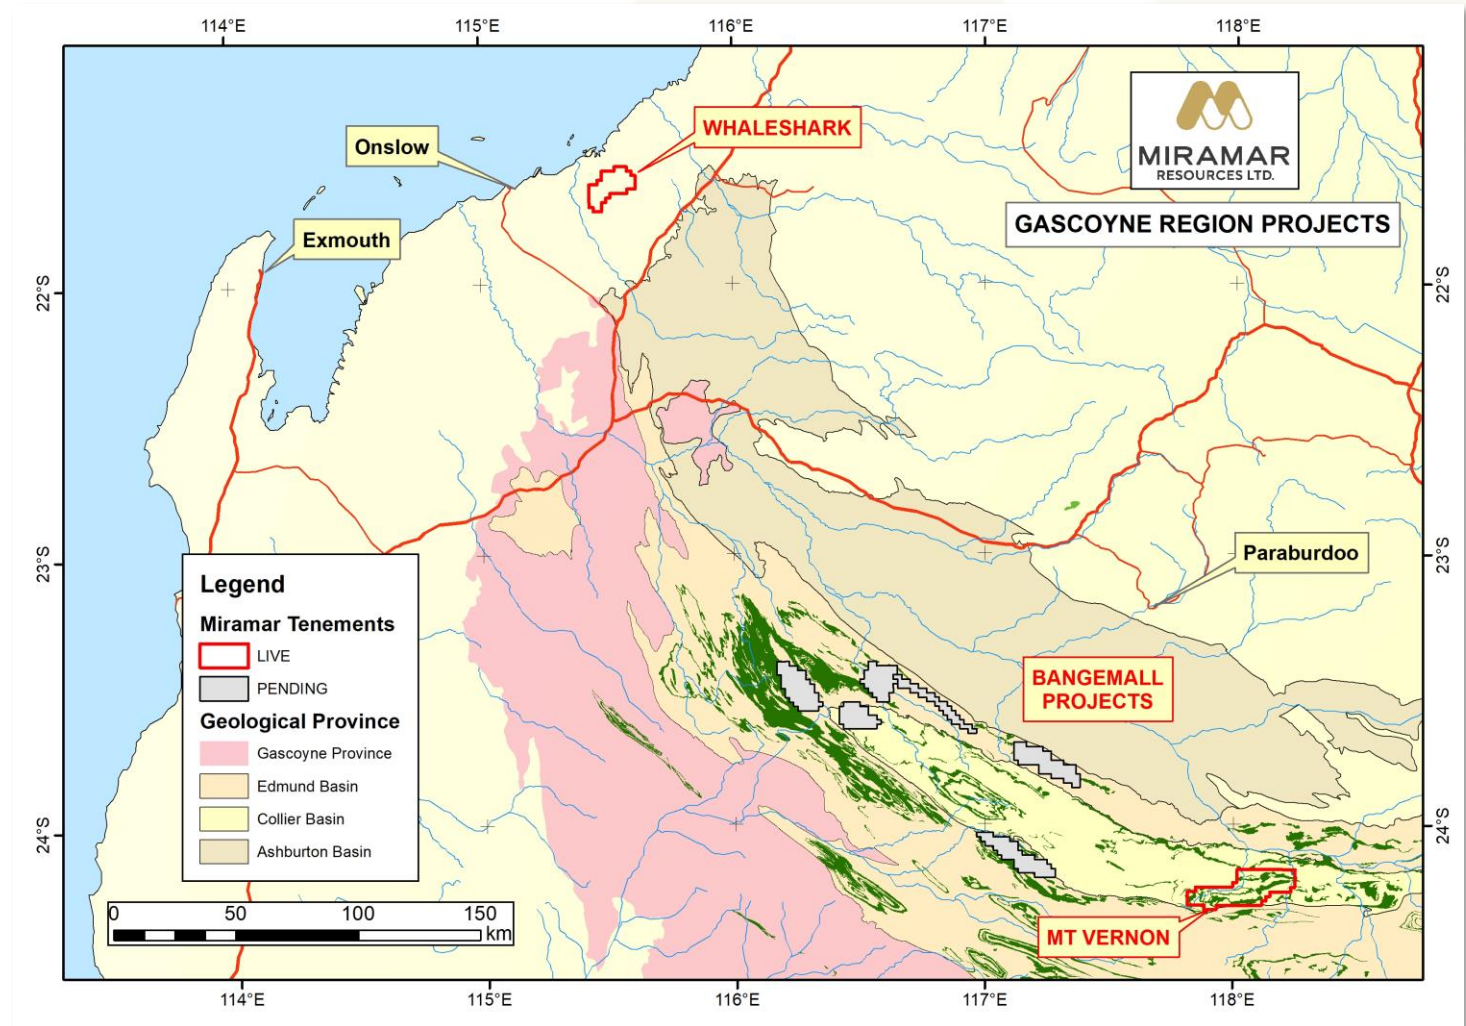 114°E
115°E
116°E
117°E
118°E
MIRAMAR
RESOURCES LTD.
GASCOYNE REGION PROJECTS
WHALESHARK
Onslow
Exmouth
22°S
22°S
23°S
23°S
Paraburdoo
BANGEMALL
PROJECTS
24°S
24°S
MT VERNON
Legend
Miramar Tenements
LIVE
PENDING
Geological Province
Gascoyne Province
Edmund Basin
Collier Basin
Ashburton Basin
0 50 100 150
km
114°E
115°E
116°E
117°E
118°E